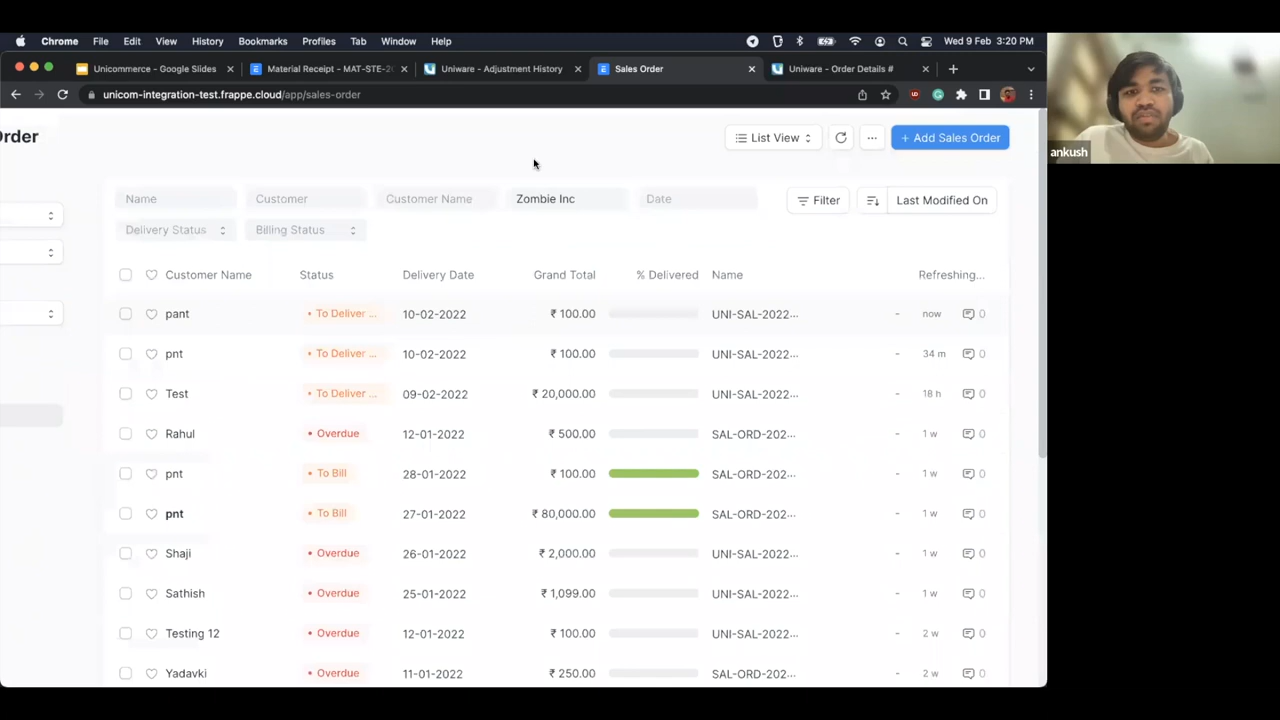 Chrome File Edit View History Bookmarks Profiles Tab Window Help Wed 9 Feb 3:20 PM
Unicommerce - Google Slides Material Receipt - MAT-STE-2 Uniware - Adjustment History Sales Order Uniware - Order Details #
unicom-integration-test.frappe.cloud/app/sales-order
Order List View ... + Add Sales Order
Name Customer Customer Name Zombie Inc Date Filter Last Modified On
Delivery Status Billing Status
Customer Name Status Delivery Date Grand Total % Delivered Name Refreshing...
pant To Deliver ... 10-02-2022 ₹ 100.00 UNI-SAL-2022... - now 0
pnt To Deliver ... 10-02-2022 ₹ 100.00 UNI-SAL-2022... - 34 m 0
Test To Deliver ... 09-02-2022 ₹ 20,000.00 UNI-SAL-2022... - 18 h 0
Rahul Overdue 12-01-2022 ₹ 500.00 SAL-ORD-202... - 1 w 0
pnt To Bill 28-01-2022 ₹ 100.00 SAL-ORD-202... - 1 w 0
pnt To Bill 27-01-2022 ₹ 80,000.00 SAL-ORD-202... - 1 w 0
Shaji Overdue 26-01-2022 ₹ 2,000.00 UNI-SAL-2022... - 1 w 0
Sathish Overdue 25-01-2022 ₹ 1,099.00 UNI-SAL-2022... - 1 w 0
Testing 12 Overdue 12-01-2022 ₹ 100.00 UNI-SAL-2022... - 2 w 0
Yadavki Overdue 11-01-2022 ₹ 250.00 SAL-ORD-202... - 2 w 0
ankush